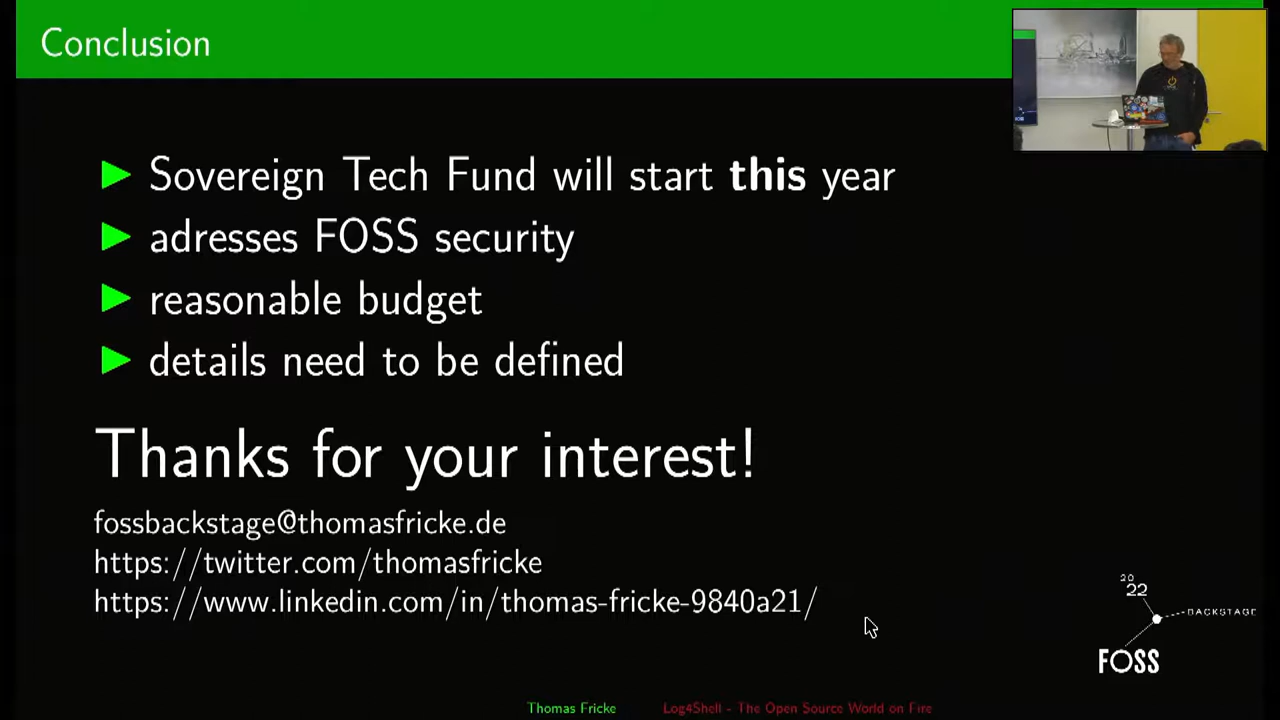 Conclusion
Sovereign Tech Fund will start this year
adresses FOSS security
reasonable budget
details need to be defined
Thanks for your interest!
fossbackstage@thomasfricke.de
https://twitter.com/thomasfricke
https://www.linkedin.com/in/thomas-fricke-9840a21/
20
22
BACKSTAGE
FOSS
Thomas Fricke
Log4Shell - The Open Source World on Fire